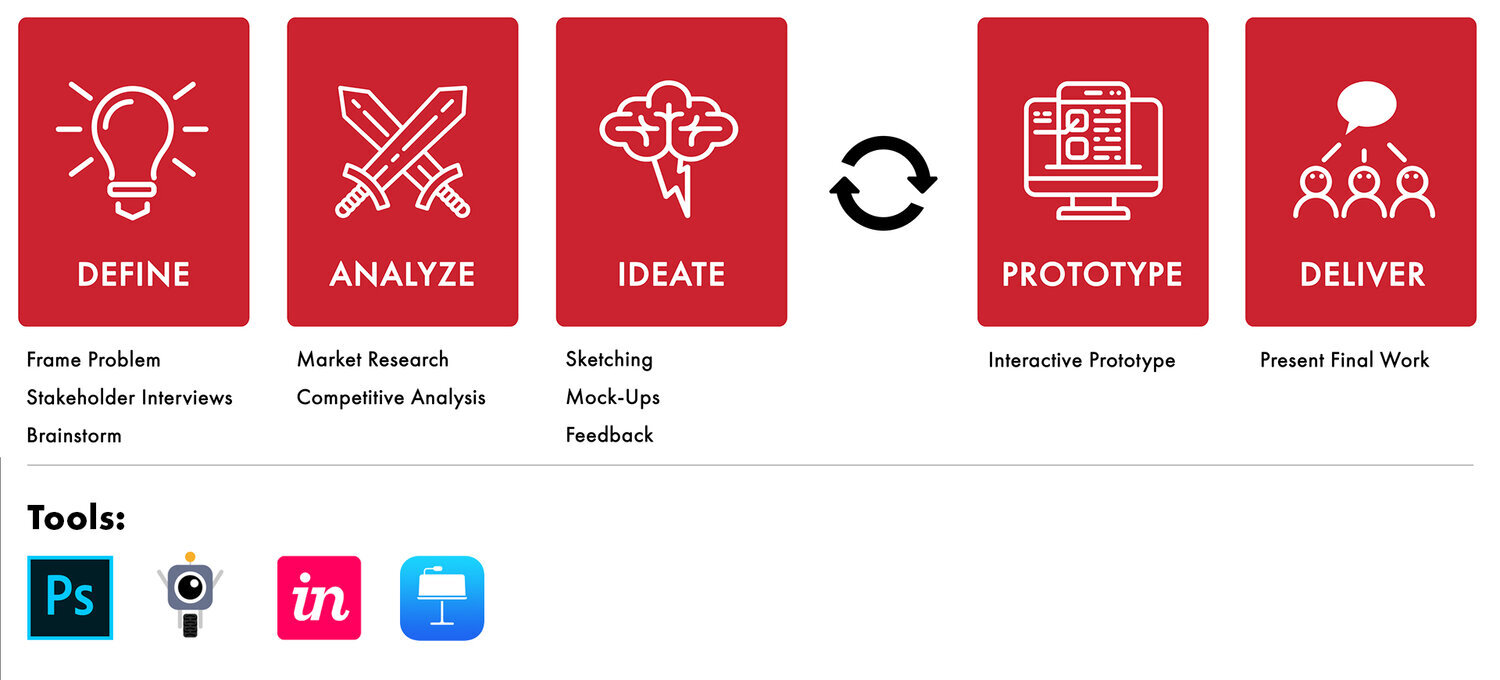 DEFINE
Frame Problem
Stakeholder Interviews
Brainstorm
ANALYZE
Market Research
Competitive Analysis
IDEATE
Sketching
Mock-Ups
Feedback
PROTOTYPE
Interactive Prototype
DELIVER
Present Final Work
Tools:
Ps
in